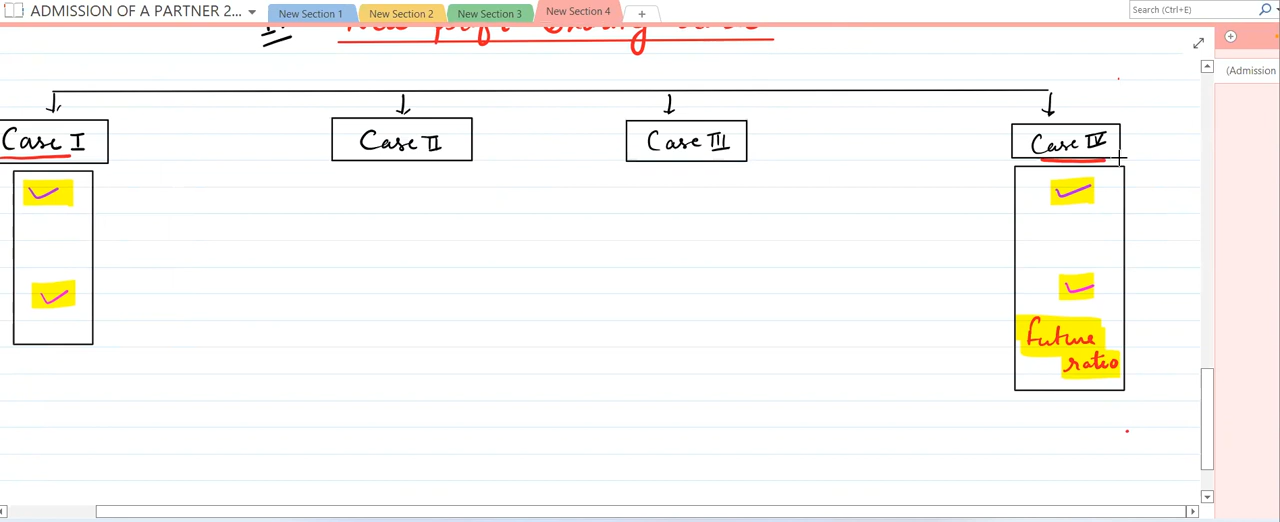 ADMISSION OF A PARTNER 2...
New Section 1
New Section 2
New Section 3
New Section 4
Search (Ctrl+E)
(Admission
Case I
Case II
Case III
Case IV
future
ratio